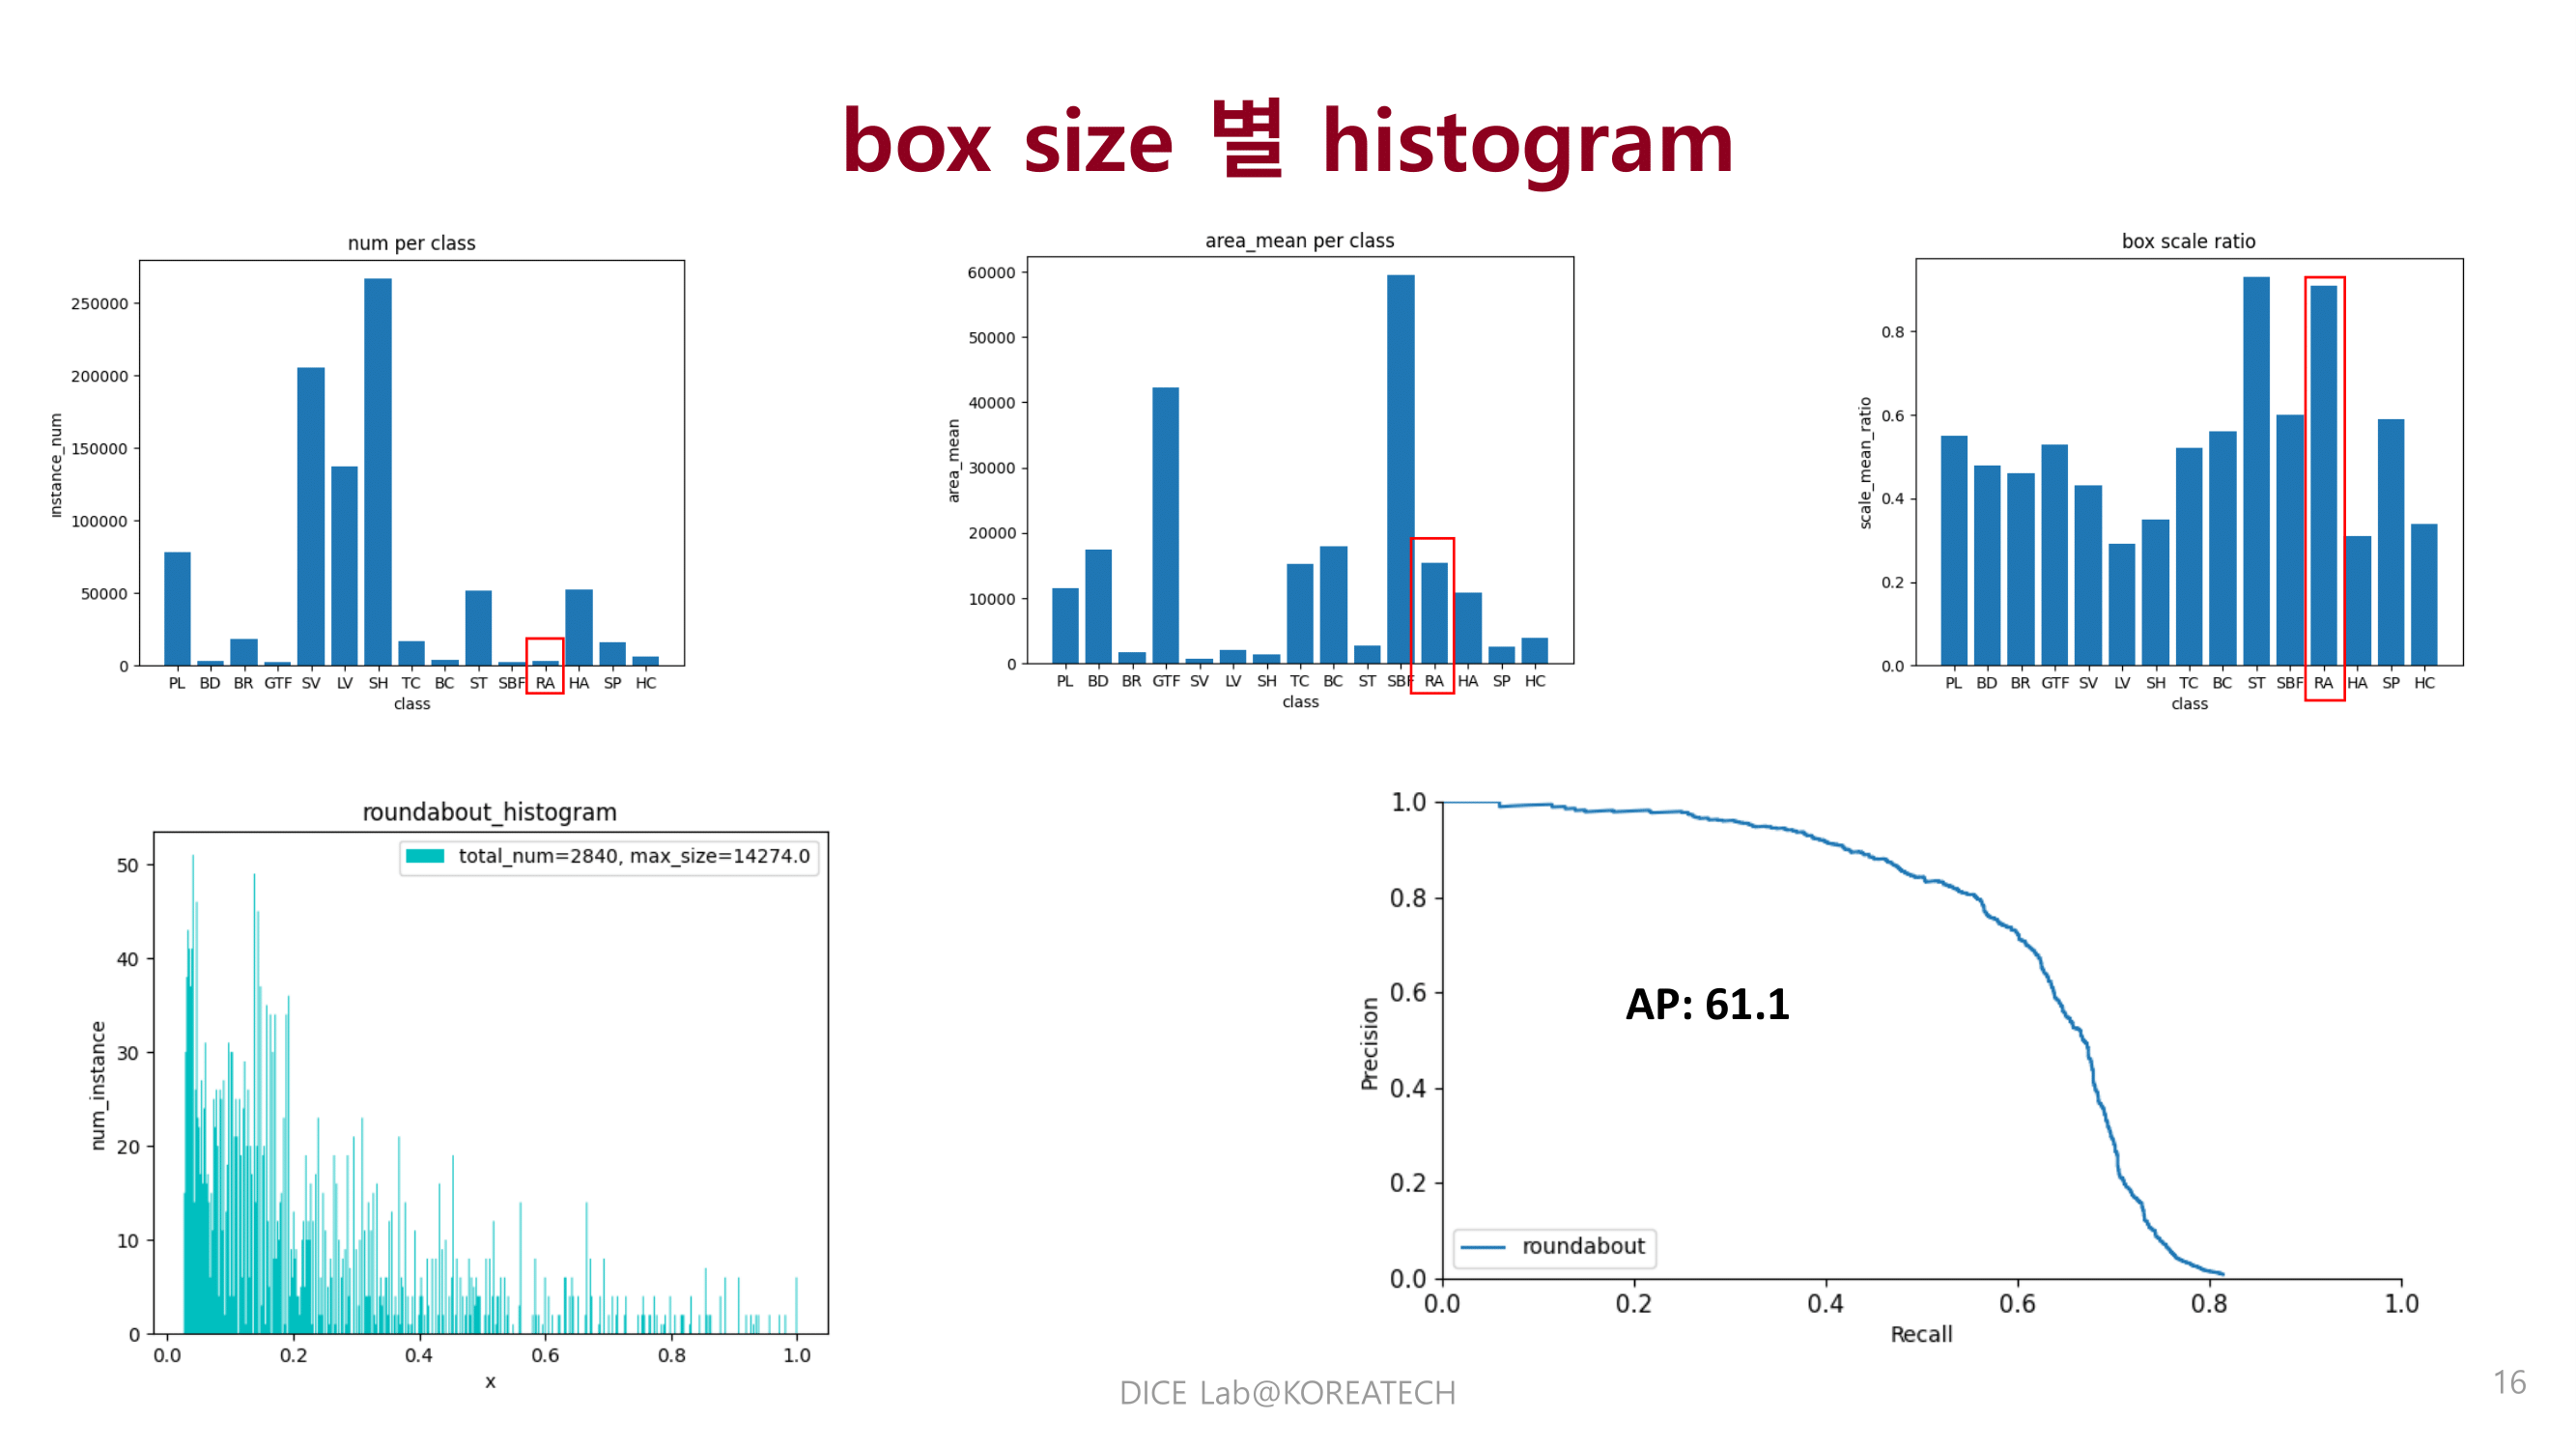 box size 별 histogram
num per class
250000
200000
150000
100000
50000
0
instance_num
PL BD BR GTF SV LV SH TC BC ST SBF RA HA SP HC
class
area_mean per class
60000
50000
40000
30000
20000
10000
0
area_mean
PL BD BR GTF SV LV SH TC BC ST SBF RA HA SP HC
class
box scale ratio
0.8
0.6
0.4
0.2
0.0
scale_mean_ratio
PL BD BR GTF SV LV SH TC BC ST SBF RA HA SP HC
class
roundabout_histogram
total_num=2840, max_size=14274.0
50
40
30
20
10
0
num_instance
0.0 0.2 0.4 0.6 0.8 1.0
x
1.0
0.8
0.6
0.4
0.2
0.0
Precision
AP: 61.1
roundabout
0.0 0.2 0.4 0.6 0.8 1.0
Recall
DICE Lab@KOREATECH
16